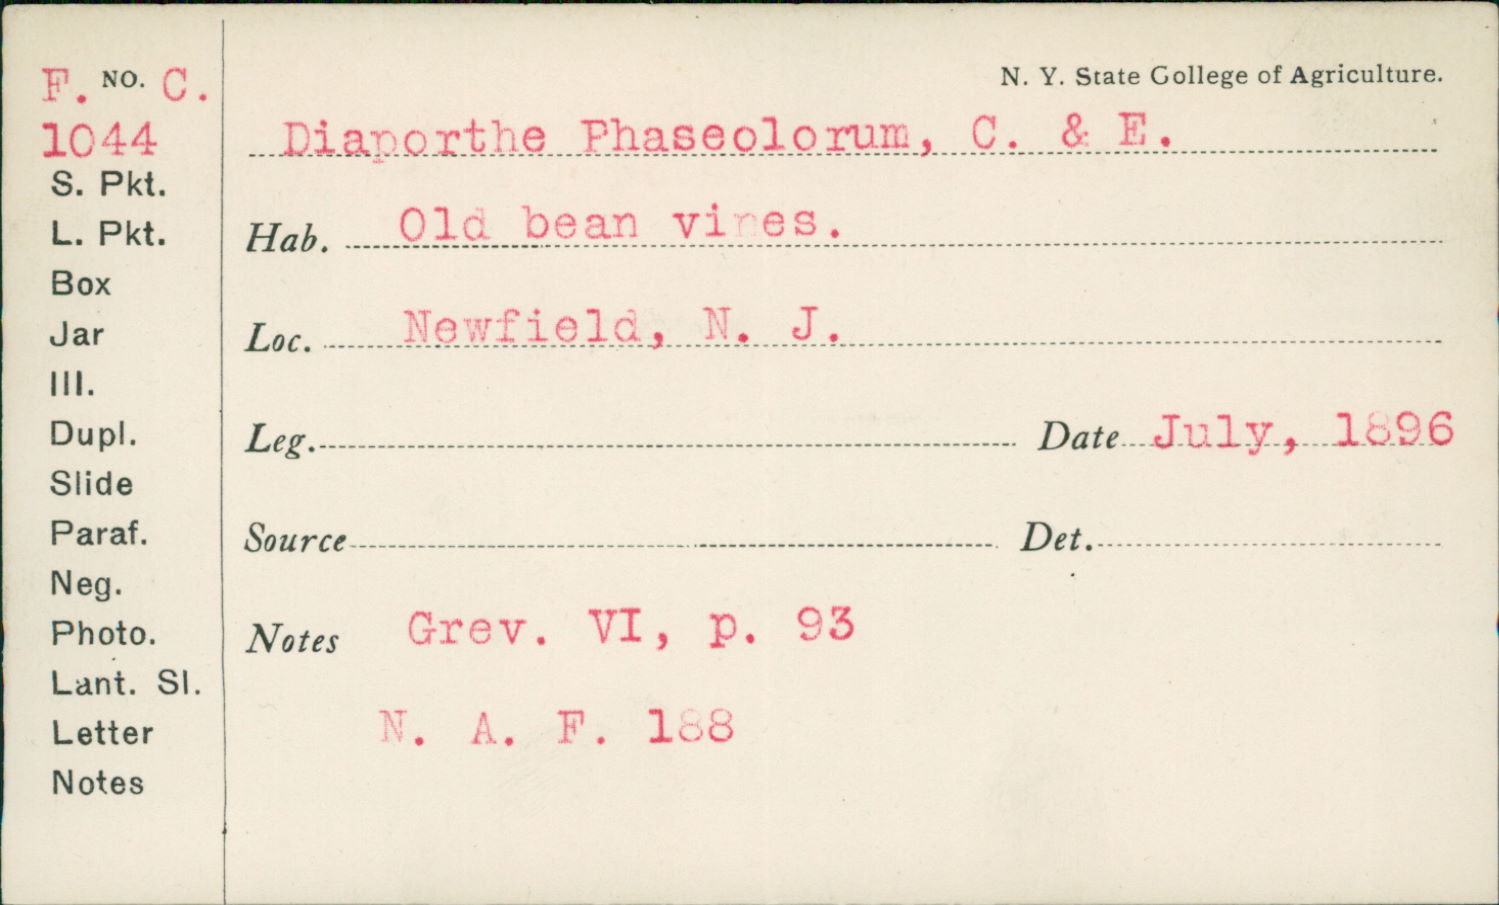 F. NO. C.
1044
S. Pkt.
L. Pkt.
Box
Jar
Ill.
Dupl.
Slide
Paraf.
Neg.
Photo.
Lant. Sl.
Letter
Notes
N. Y. State College of Agriculture.
Diaporthe Phaseolorum, C. & E.
Hab. Old bean vines.
Loc. Newfield, N. J.
Leg. Date July, 1896
Source Det.
Notes Grev. VI, p. 93
N. A. F. 188